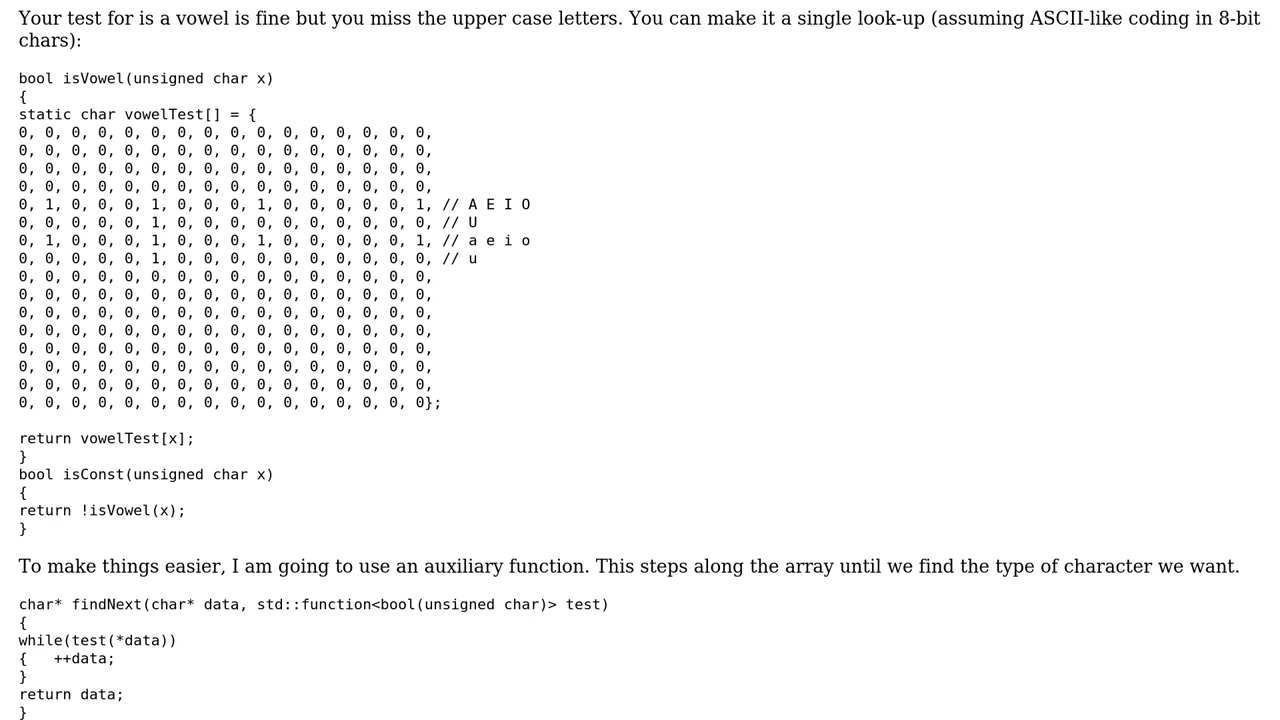 Your test for is a vowel is fine but you miss the upper case letters. You can make it a single look-up (assuming ASCII-like coding in 8-bit
chars):
bool isVowel(unsigned char x)
{
static char vowelTest[] = {
0, 0, 0, 0, 0, 0, 0, 0, 0, 0, 0, 0, 0, 0, 0, 0,
0, 0, 0, 0, 0, 0, 0, 0, 0, 0, 0, 0, 0, 0, 0, 0,
0, 0, 0, 0, 0, 0, 0, 0, 0, 0, 0, 0, 0, 0, 0, 0,
0, 0, 0, 0, 0, 0, 0, 0, 0, 0, 0, 0, 0, 0, 0, 0,
0, 1, 0, 0, 0, 1, 0, 0, 0, 1, 0, 0, 0, 0, 0, 1, // A E I O
0, 0, 0, 0, 0, 1, 0, 0, 0, 0, 0, 0, 0, 0, 0, 0, // U
0, 1, 0, 0, 0, 1, 0, 0, 0, 1, 0, 0, 0, 0, 0, 1, // a e i o
0, 0, 0, 0, 0, 1, 0, 0, 0, 0, 0, 0, 0, 0, 0, 0, // u
0, 0, 0, 0, 0, 0, 0, 0, 0, 0, 0, 0, 0, 0, 0, 0,
0, 0, 0, 0, 0, 0, 0, 0, 0, 0, 0, 0, 0, 0, 0, 0,
0, 0, 0, 0, 0, 0, 0, 0, 0, 0, 0, 0, 0, 0, 0, 0,
0, 0, 0, 0, 0, 0, 0, 0, 0, 0, 0, 0, 0, 0, 0, 0,
0, 0, 0, 0, 0, 0, 0, 0, 0, 0, 0, 0, 0, 0, 0, 0,
0, 0, 0, 0, 0, 0, 0, 0, 0, 0, 0, 0, 0, 0, 0, 0,
0, 0, 0, 0, 0, 0, 0, 0, 0, 0, 0, 0, 0, 0, 0, 0,
0, 0, 0, 0, 0, 0, 0, 0, 0, 0, 0, 0, 0, 0, 0, 0};
return vowelTest[x];
}
bool isConst(unsigned char x)
{
return !isVowel(x);
}
To make things easier, I am going to use an auxiliary function. This steps along the array until we find the type of character we want.
char* findNext(char* data, std::function<bool(unsigned char)> test)
{
while(test(*data))
{   ++data;
}
return data;
}